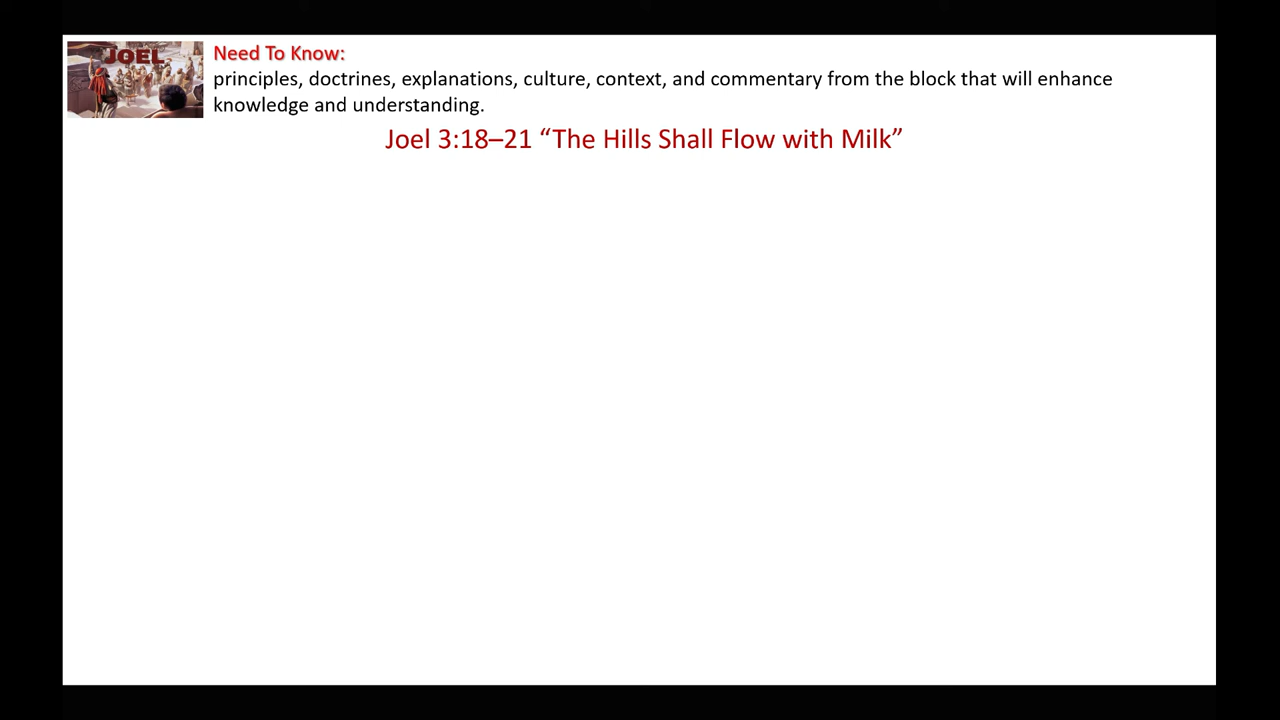 JOEL
Need To Know:
principles, doctrines, explanations, culture, context, and commentary from the block that will enhance
knowledge and understanding.
Joel 3:18–21 “The Hills Shall Flow with Milk”